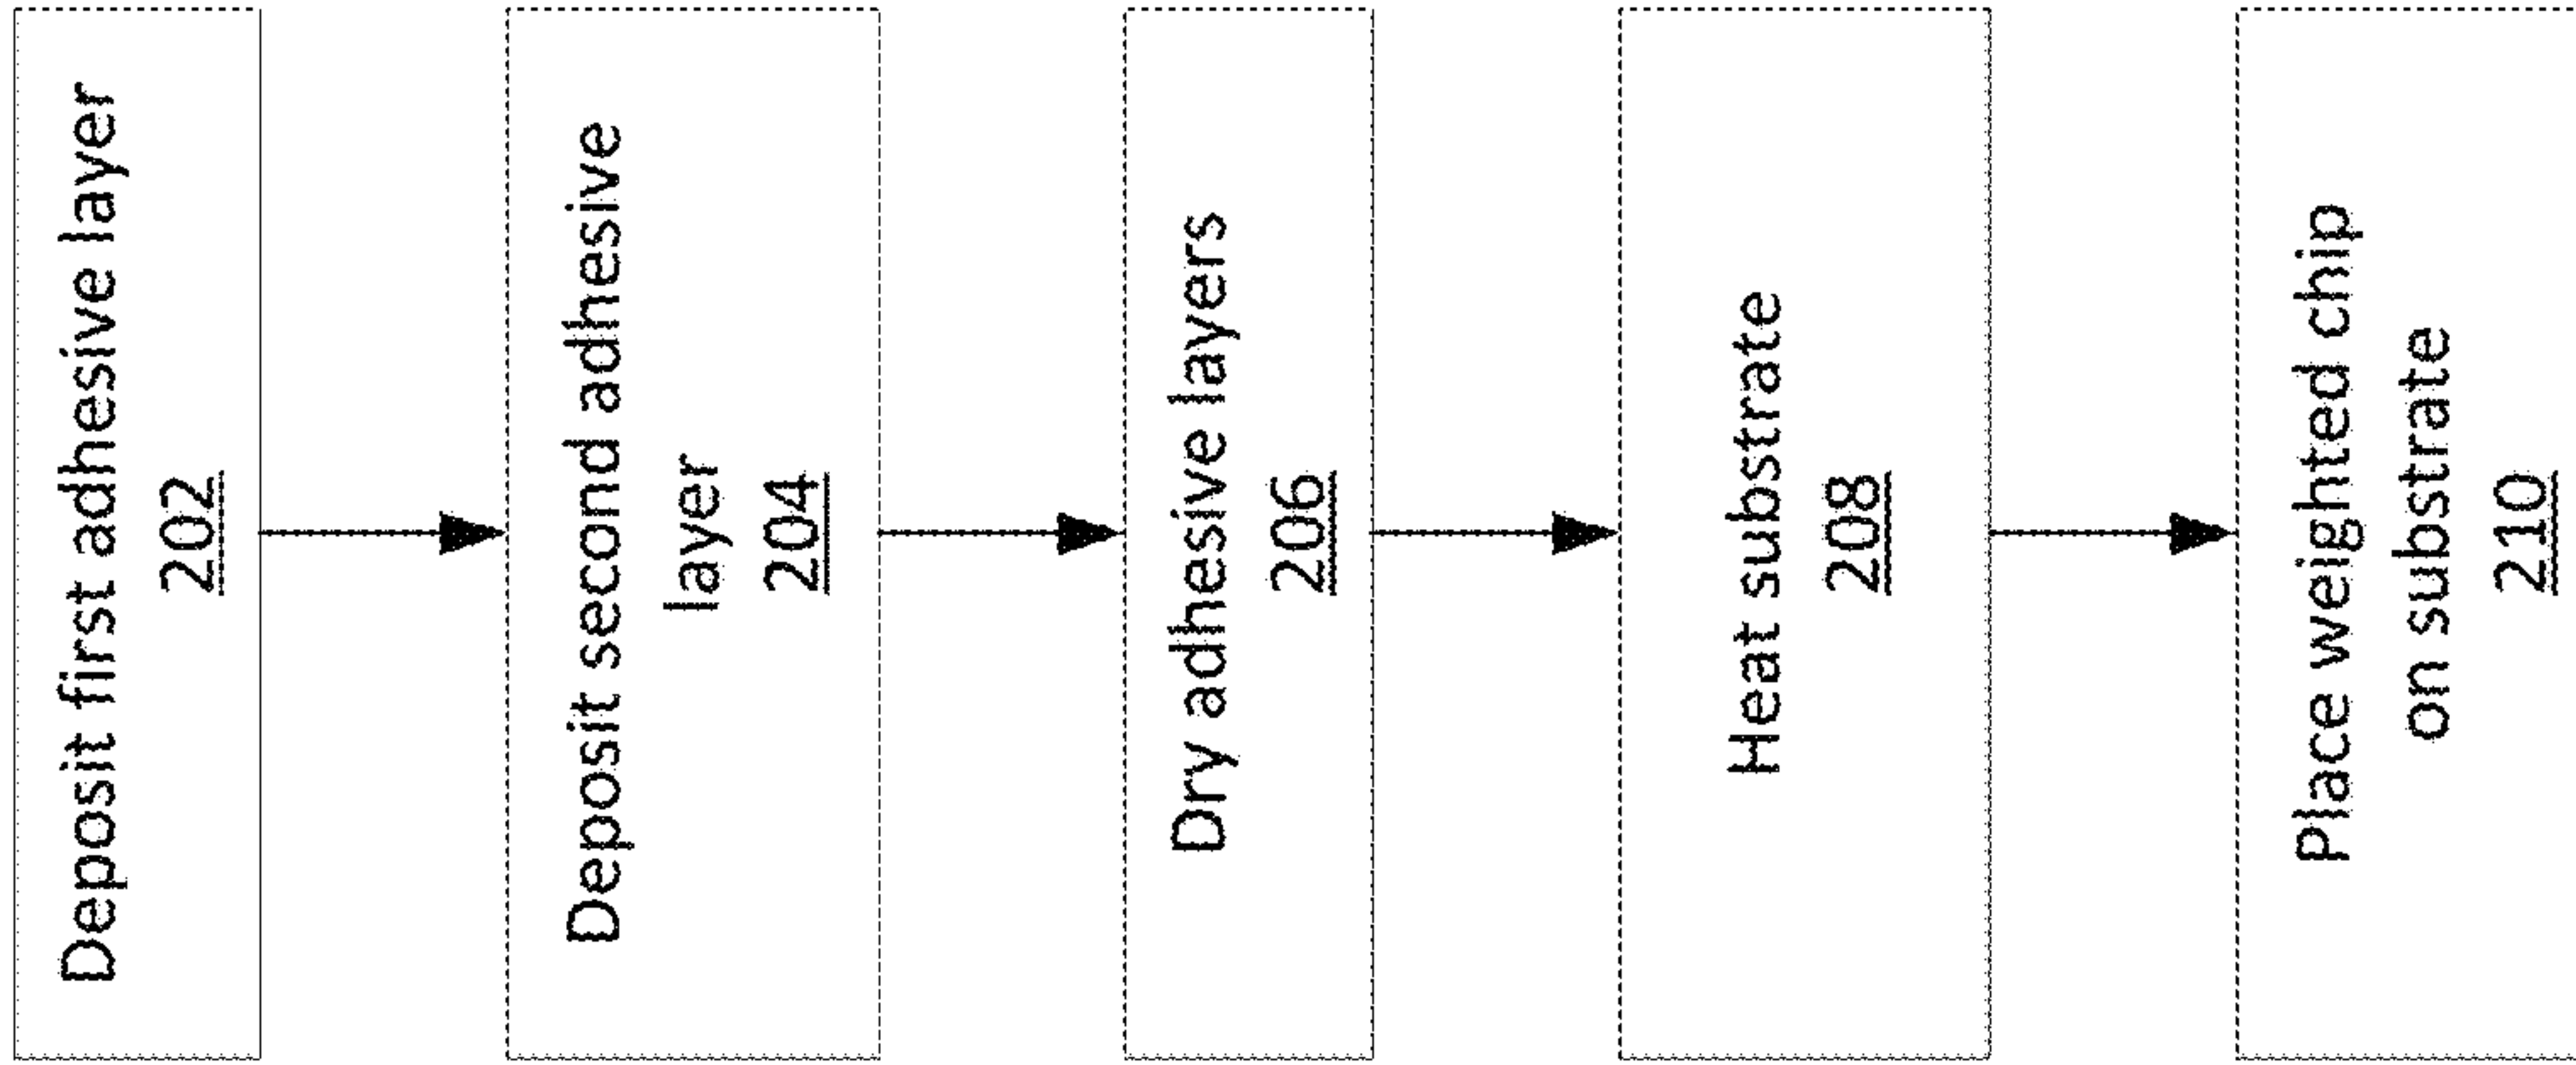 Deposit first adhesive layer
202
Deposit second adhesive
layer
204
Dry adhesive layers
206
Heat substrate
208
Place weighted chip
on substrate
210